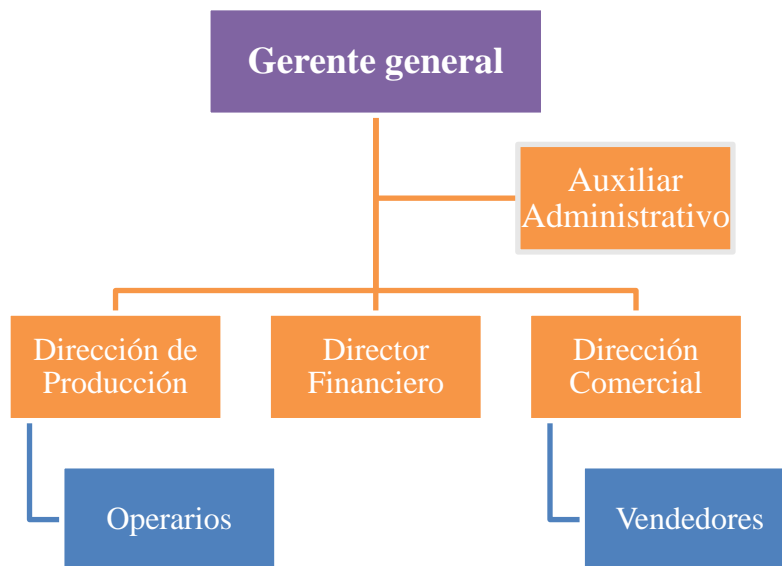 Gerente general
Auxiliar
Administrativo
Dirección de
Producción
Director
Financiero
Dirección
Comercial
Operarios
Vendedores